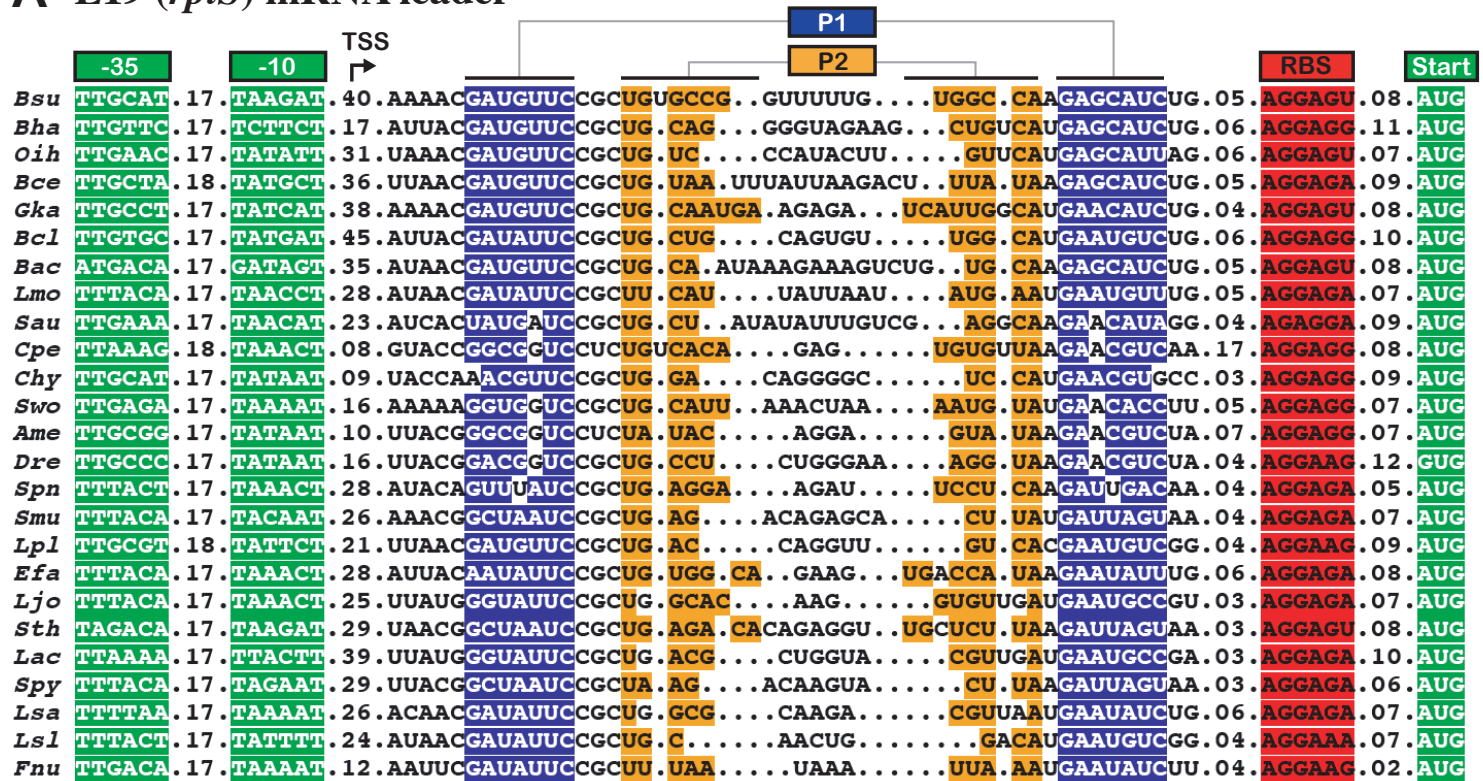 L19 (rplS) mRNA leader
P1
TSS
-35 -10 P2 RBS Start
Bsu TTGCAT.17.TAAGAT.40.AAAACGAUGUUCCGCUGUGCCG..GUUUUUG....UGGC.CAAGAGCAUCUG.05.AGGAGU.08.AUG
Bha TTGTTC.17.TCTTCT.17.AUUACGAUGUUCCGCUG.CAG...GGGUAGAAG...CUGUCAUGAGCAUCUG.06.AGGAGG.11.AUG
Oih TTGAAC.17.TATATT.31.UAAACGAUGUUCCGCUG.UC....CCAUACUU.....GUUCAUGAGCAUUAG.06.AGGAGU.07.AUG
Bce TTGCTA.18.TATGCT.36.UUAACGAUGUUCCGCUG.UAA.UUUAUUAAGACU..UUA.UAAGAGCAUCUG.05.AGGAGA.09.AUG
Gka TTGCCT.17.TATCAT.38.AAAACGAUGUUCCGCUG.CAAUGA.AGAGA...UCAUUGGCAUGAACAUCUG.04.AGGAGU.08.AUG
Bcl TTGTGC.17.TATGAT.45.AUUACGAUAUUCCGCUG.CUG....CAGUGU.....UGG.CAUGAAUGUCUG.06.AGGAGG.10.AUG
Bac ATGACA.17.GATAGT.35.AUAACGAUGUUCCGCUG.CA.AUAAAGAAAGUCUG..UG.CAAGAGCAUCUG.05.AGGAGU.08.AUG
Lmo TTTACA.17.TAACCT.28.AUAACGAUAUUCCGCUU.CAU....UAUUAAU....AUG.AAUGAAUGUUUG.05.AGGAGA.07.AUG
Sau TTGAAA.17.TAACAT.23.AUCACUAUGAUCCGCUG.CU..AUAUAUUUGUCG...AGGCAAGAACAUAGG.04.AGAGGA.09.AUG
Cpe TTAAAG.18.TAAACT.08.GUACCGGCGGUCCUCUGUCACA....GAG......UGUGUUAAGAACGUCAA.17.AGGAGG.08.AUG
Chy TTGCAT.17.TATAAT.09.UACCAAACGUUCCGCUG.GA....CAGGGGC......UC.CAUGAACGUGCC.03.AGGAGG.09.AUG
Swo TTGAGA.17.TAAAAT.16.AAAAAGGUGGUCCGCUG.CAUU..AAACUAA....AAUG.UAUGAACACCUU.05.AGGAGG.07.AUG
Ame TTGCGG.17.TATAAT.10.UUACGGGCGGUCCUCUA.UAC.....AGGA......GUA.UAAGAACGUCUA.07.AGGAGG.07.AUG
Dre TTGCCC.17.TATAAT.16.UUACGGACGGUCCGCUG.CCU....CUGGGAA....AGG.UAAGAACGUCUA.04.AGGAAG.12.GUG
Spn TTTACT.17.TAAACT.28.AUACAGUUUAUCCGCUG.AGGA....AGAU.....UCCU.CAAGAUUGACAA.04.AGGAGA.05.AUG
Smu TTTACA.17.TACAAT.26.AAACGGCUAAUCCGCUG.AG....ACAGAGCA.....CU.UAUGAUUAGUAA.04.AGGAGA.07.AUG
Lpl TTGCGT.18.TATTCT.21.UUAACGAUGUUCCGCUG.AC.....CAGGUU......GU.CACGAAUGUCGG.04.AGGAAG.09.AUG
Efa TTTACA.17.TAAACT.28.AUUACAAUAUUCCGCUG.UGG.CA..GAAG...UGACCA.UAAGAAUAUUUG.06.AGGAGA.08.AUG
Ljo TTTACA.17.TAAACT.25.UUAUGGGUAUUCCGCUG.GCAC....AAG......GUGUUGAUGAAUGCCGU.03.AGGAGA.07.AUG
Sth TAGACA.17.TAAGAT.29.UAACGGCUAAUCCGCUG.AGA.CACAGAGGU..UGCUCU.UAAGAUUAGUAA.03.AGGAGU.08.AUG
Lac TTAAAA.17.TTACTT.39.UUAUGGGUAUUCCGCUG.ACG....CUGGUA.....CGUUGAUGAAUGCCGA.03.AGGAGA.10.AUG
Spy TTTACA.17.TAGAAT.29.UUACGGCUAAUCCGCUA.AG....ACAAGUA......CU.UAAGAUUAGUAA.03.AGGAGA.06.AUG
Lsa TTTTAA.17.TAAAAT.26.ACAACGAUAUUCCGCUG.GCG....CAAGA......CGUUAAUGAAUAUCUG.06.AGGAGA.07.AUG
Lsl TTTACT.17.TATTTT.24.AUAACGAUAUUCCGCUG.C......AACUG........GACAUGAAUGUCGG.04.AGGAAA.07.AUG
Fnu TTGACA.17.TAAAAT.12.AAUUCGAUAUUCCGCUU.UAA.....UAAA......UUA.AAUGAAUAUCUU.04.AGGAAG.02.AUG